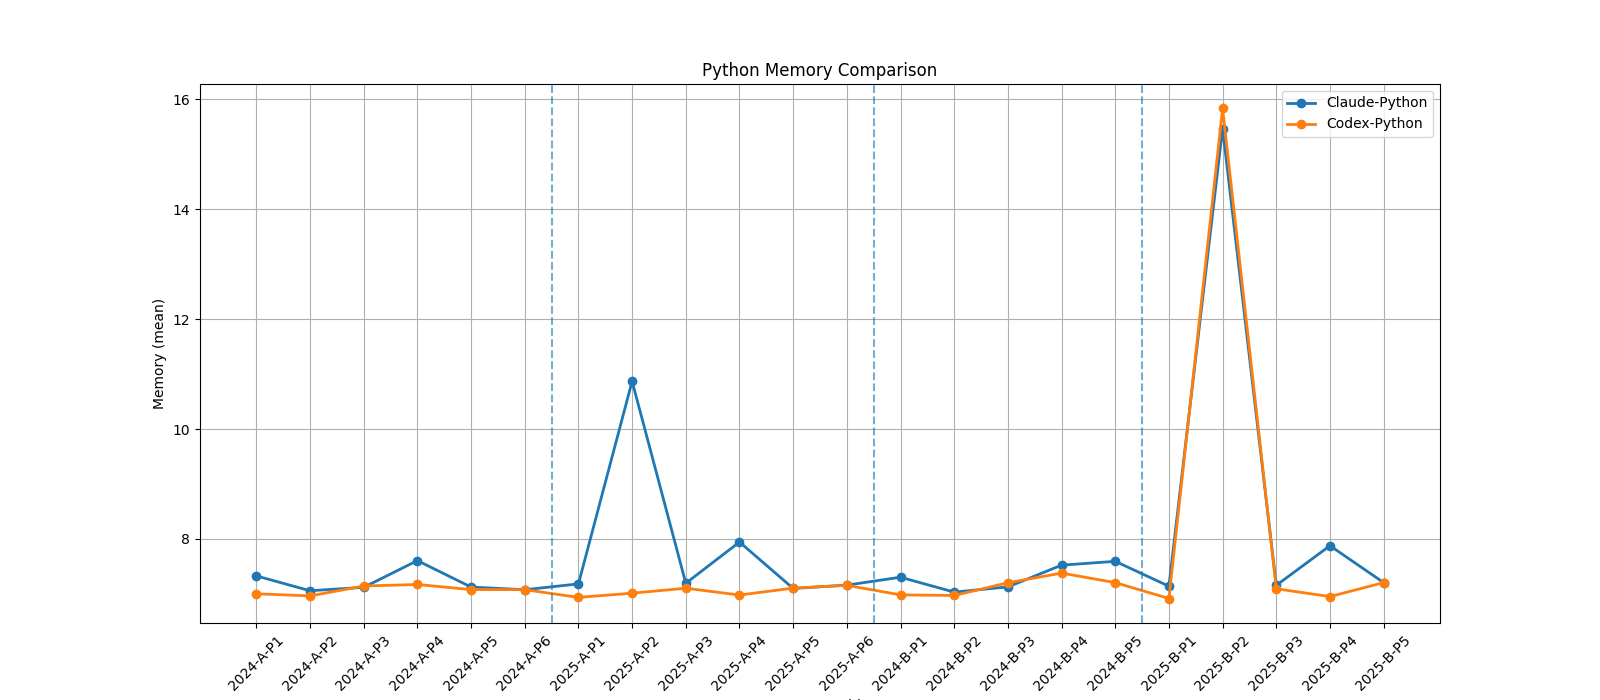 Python Memory Comparison
Claude-Python
Codex-Python
Memory (mean)
16
14
12
10
8
2024-A-P1
2024-A-P2
2024-A-P3
2024-A-P4
2024-A-P5
2024-A-P6
2025-A-P1
2025-A-P2
2025-A-P3
2025-A-P4
2025-A-P5
2025-A-P6
2024-B-P1
2024-B-P2
2024-B-P3
2024-B-P4
2024-B-P5
2025-B-P1
2025-B-P2
2025-B-P3
2025-B-P4
2025-B-P5